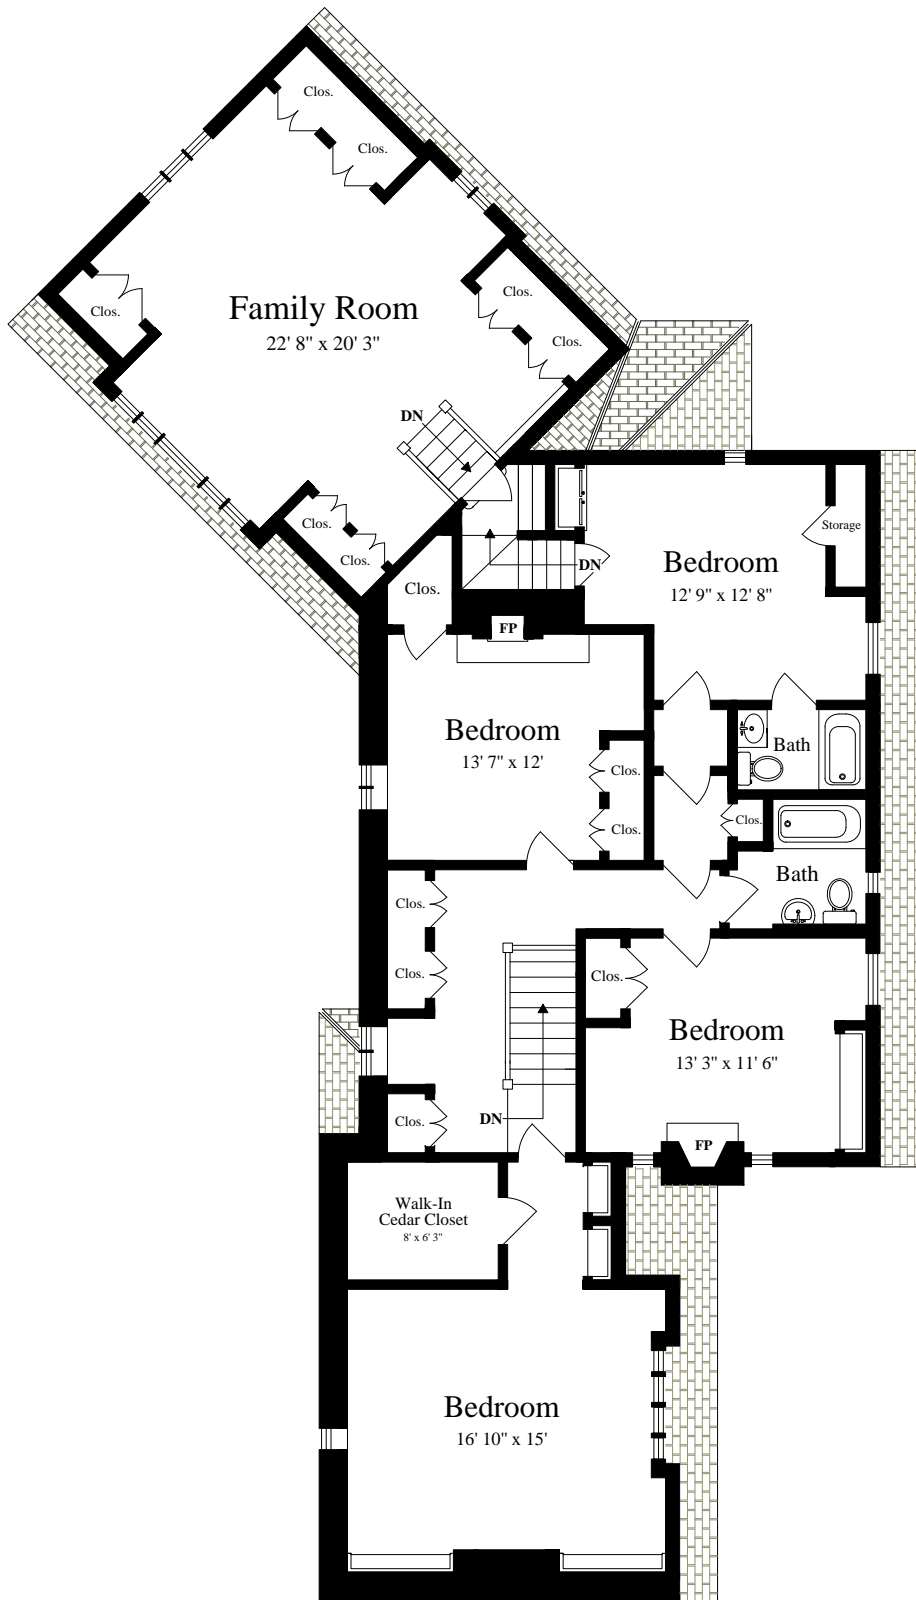 Clos.
Clos.
Clos.
Clos.
Clos.
Family Room
22' 8" x 20' 3"
DN
Clos.
Clos.
Storage
Bedroom
12' 9" x 12' 8"
DN
Clos.
FP
Bedroom
13' 7" x 12'
Bath
Clos.
Clos.
Clos.
Bath
Clos.
Clos.
Clos.
Bedroom
13' 3" x 11' 6"
DN
Clos.
FP
Walk-In
Cedar Closet
8' x 6' 3"
Bedroom
16' 10" x 15'